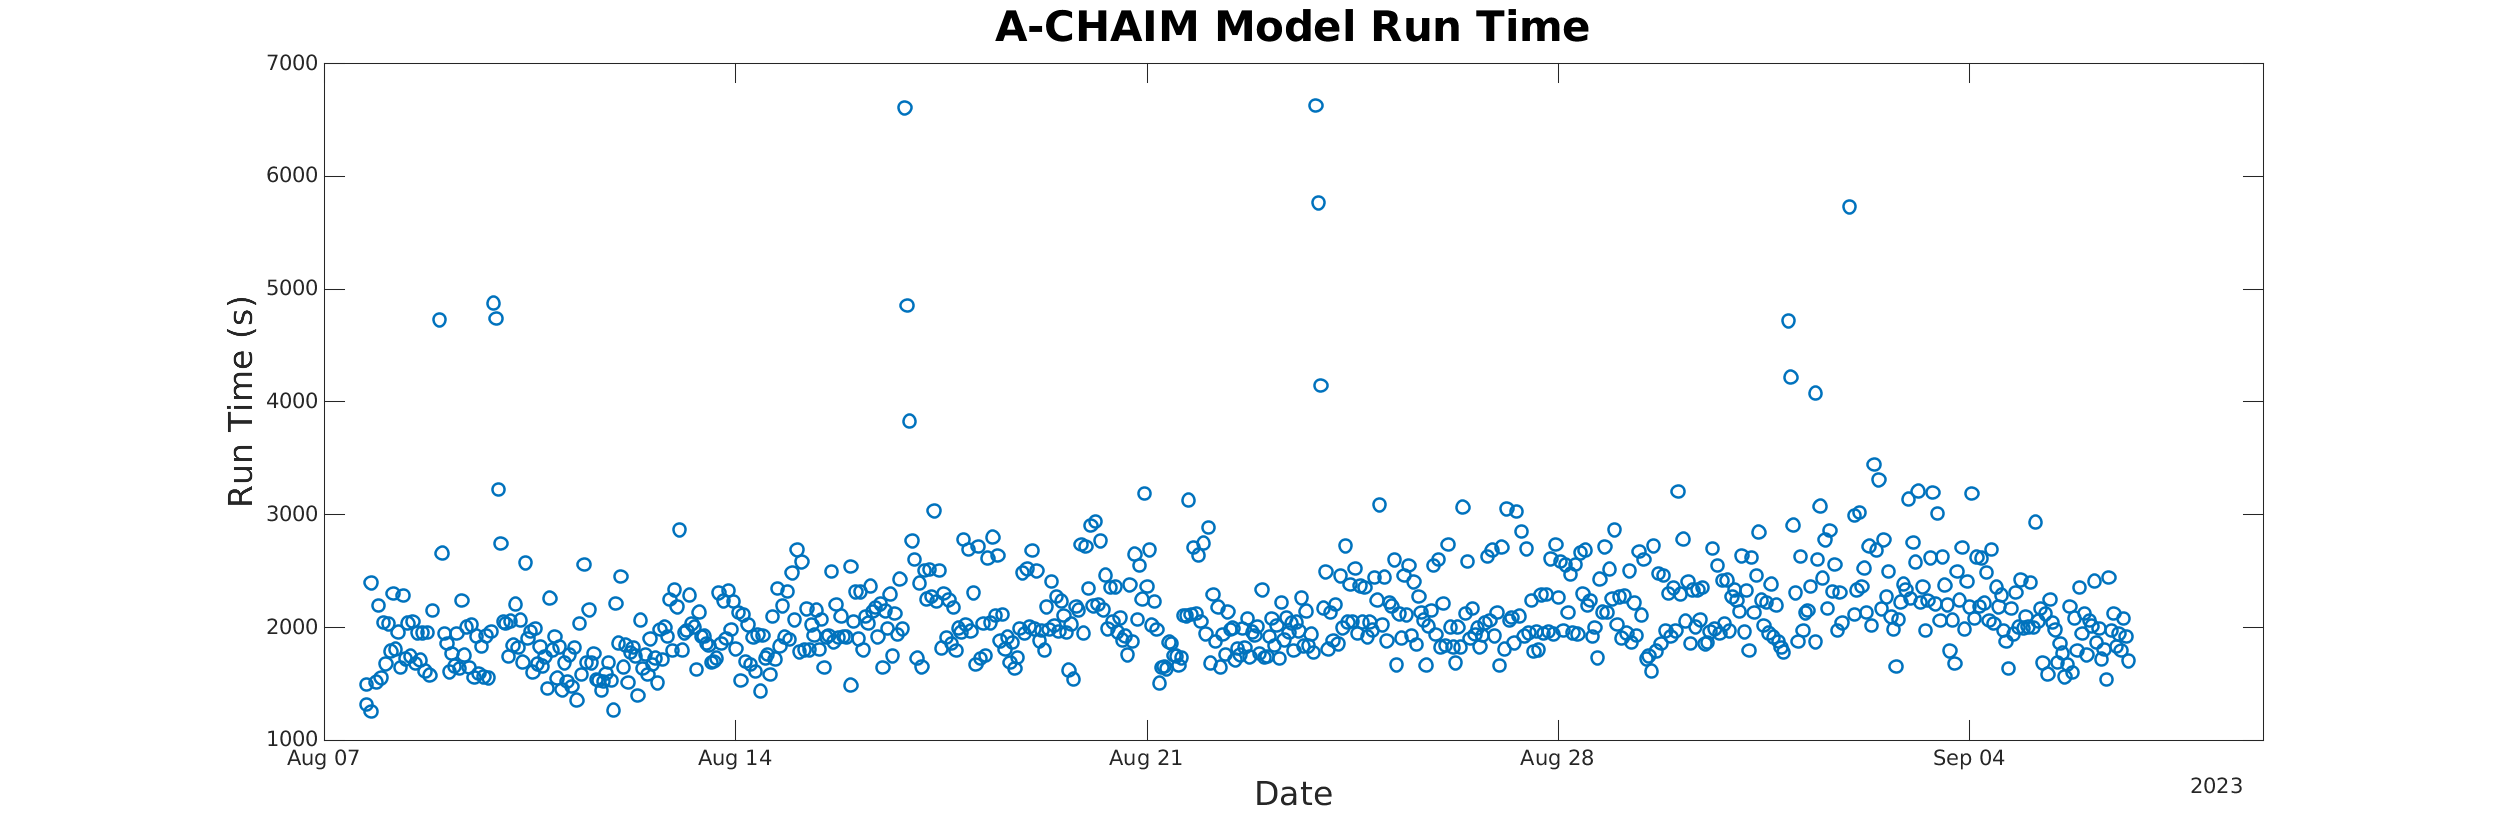 A-CHAIM Model Run Time
7000
6000
5000
4000
3000
2000
1000
Run Time (s)
Aug 07 Aug 14 Aug 21 Aug 28 Sep 04
Date
2023